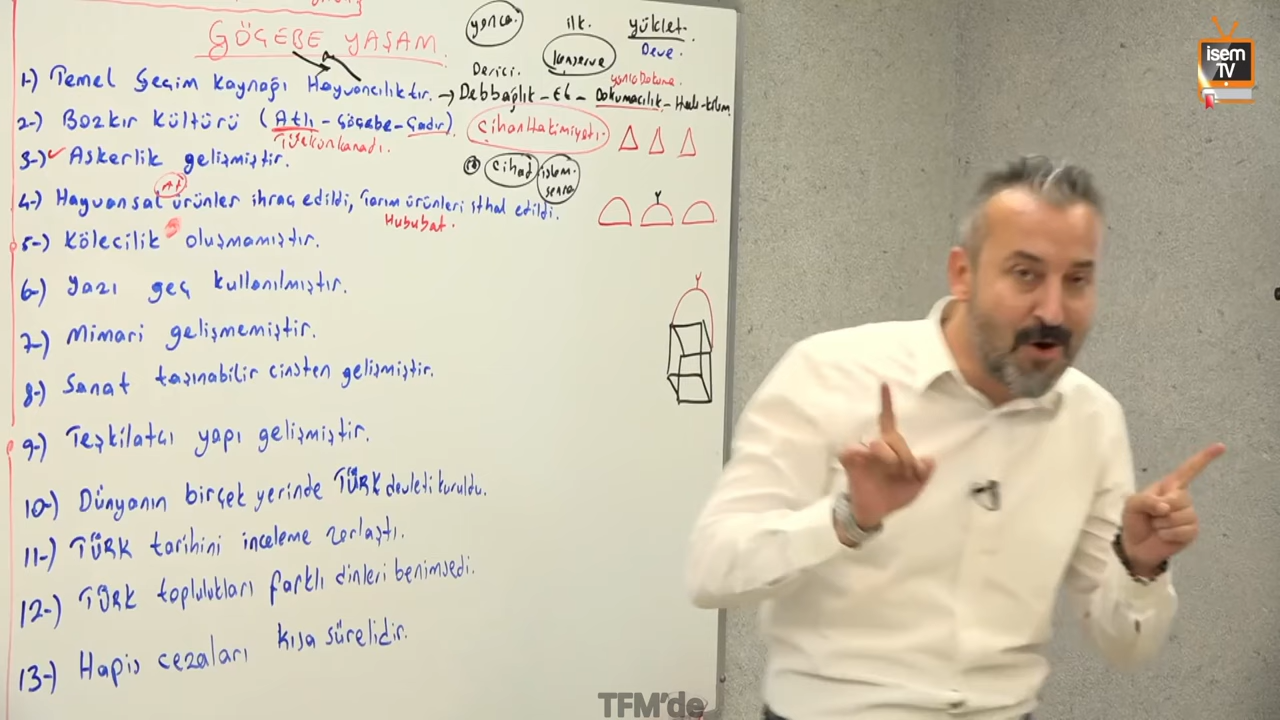 GÖÇEBE YAŞAM
yonca.
ilk.
yüklet.
Deve.
Konserve
Derici.
1-) Temel Geçim Kaynağı Hayvancılıktır. → Debbağlık - Et - Dokumacılık - Halı-kilim
2-) Bozkır Kültürü (Atlı - Göçebe - Çadır)
Cihan Hakimiyeti.
3-) Askerlik gelişmiştir.
Cihad
islam. sonra
At
4-) Hayvansal ürünler ihraç edildi, Tarım ürünleri ithal edildi.
Hububat.
5-) Kölecilik oluşmamıştır.
6-) Yazı geç kullanılmıştır.
7-) Mimari gelişmemiştir.
8-) Sanat taşınabilir cinsten gelişmiştir.
9-) Teşkilatçı yapı gelişmiştir.
10-) Dünyanın birçok yerinde TÜRK devleti kuruldu.
11-) TÜRK tarihini inceleme zorlaştı.
12-) TÜRK toplulukları farklı dinleri benimsedi.
13-) Hapis cezaları kısa sürelidir.
isem
TV
TFM'de